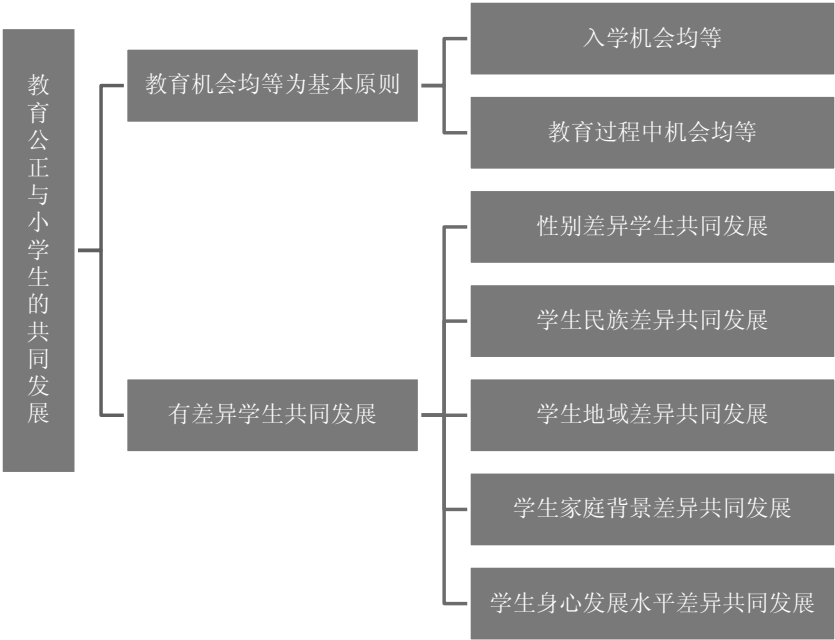 教育公正与小学生的共同发展
教育机会均等为基本原则
入学机会均等
教育过程中机会均等
有差异学生共同发展
性别差异学生共同发展
学生民族差异共同发展
学生地域差异共同发展
学生家庭背景差异共同发展
学生身心发展水平差异共同发展